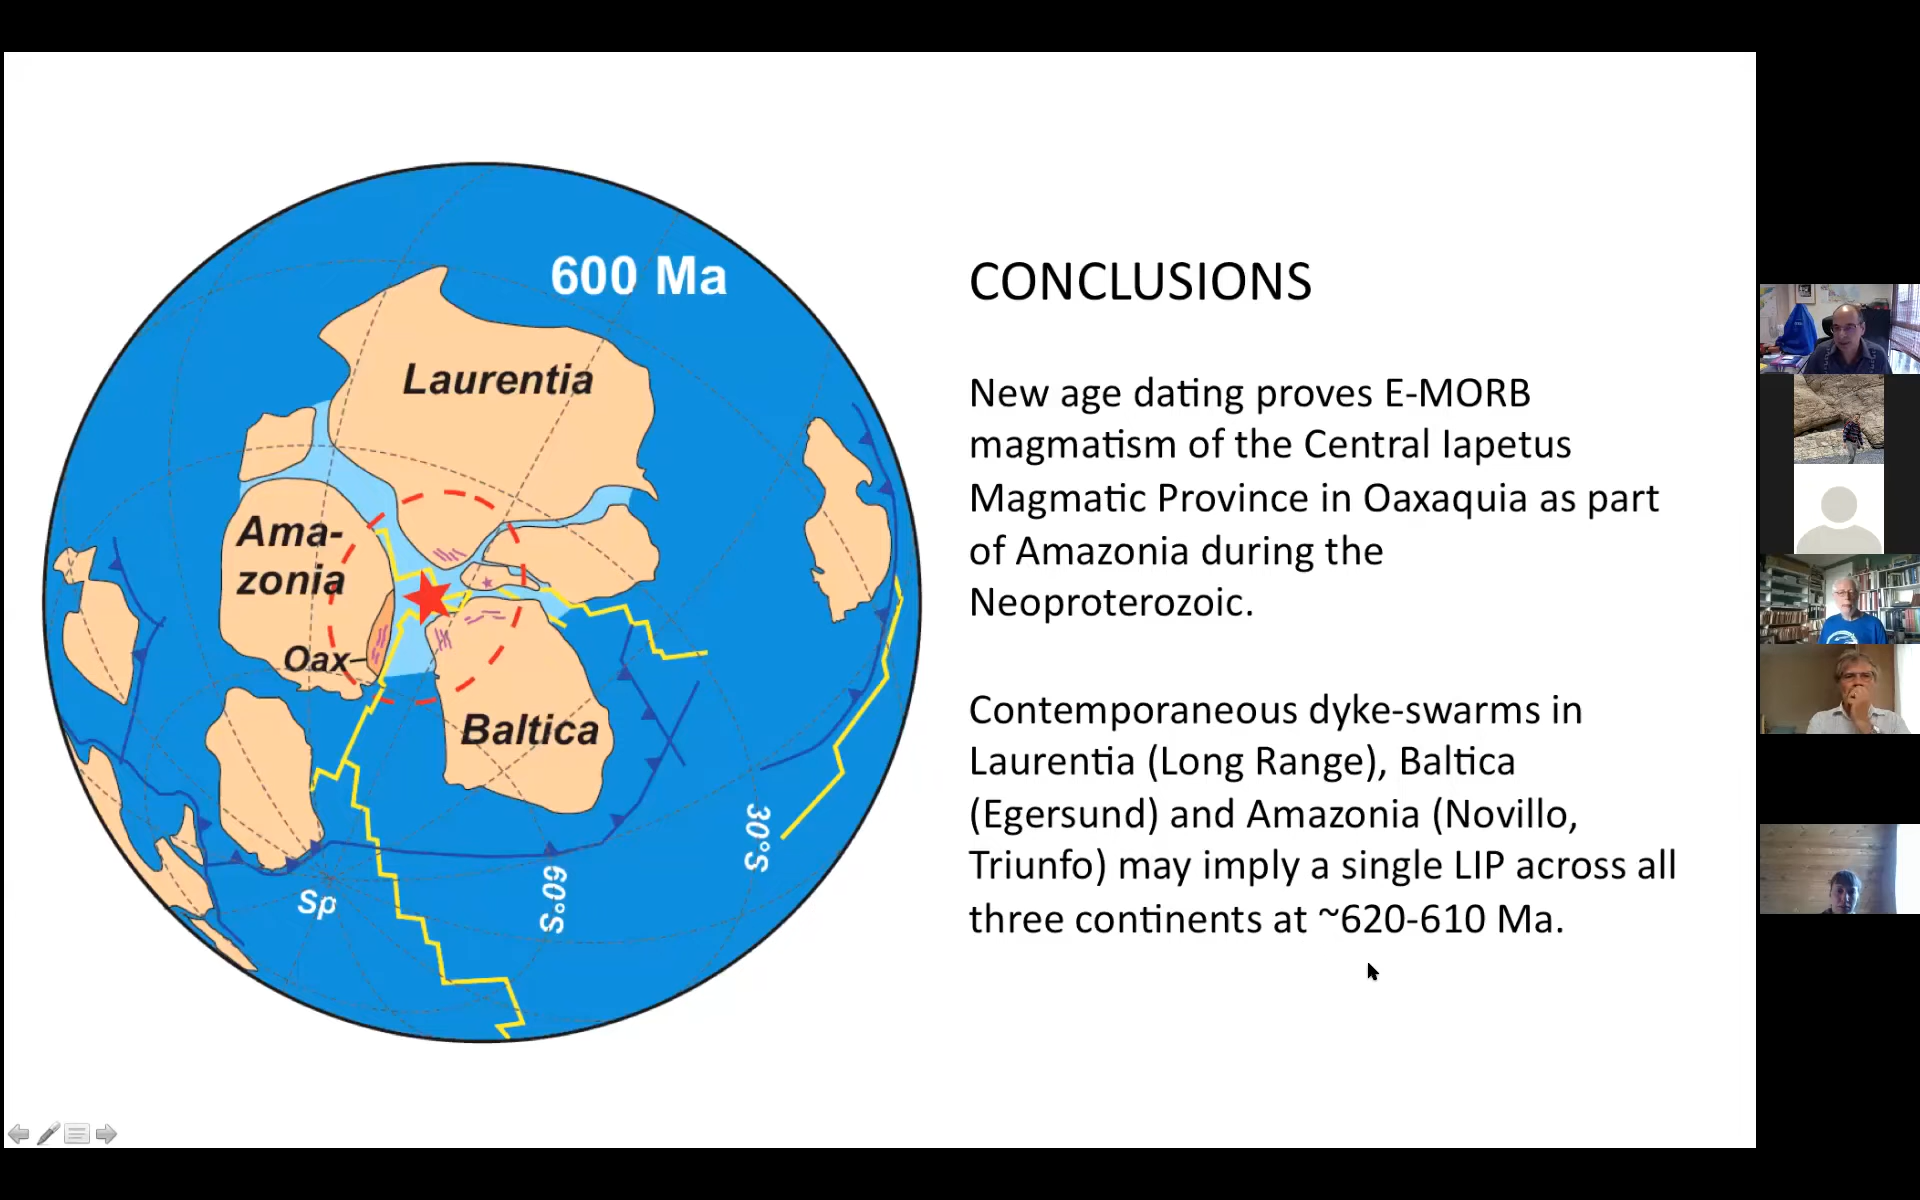 600 Ma
Laurentia
Ama-
zonia
Oax
Baltica
30°S
60°S
Sp
CONCLUSIONS
New age dating proves E-MORB
magmatism of the Central Iapetus
Magmatic Province in Oaxaquia as part
of Amazonia during the
Neoproterozoic.
Contemporaneous dyke-swarms in
Laurentia (Long Range), Baltica
(Egersund) and Amazonia (Novillo,
Triunfo) may imply a single LIP across all
three continents at ~620-610 Ma.